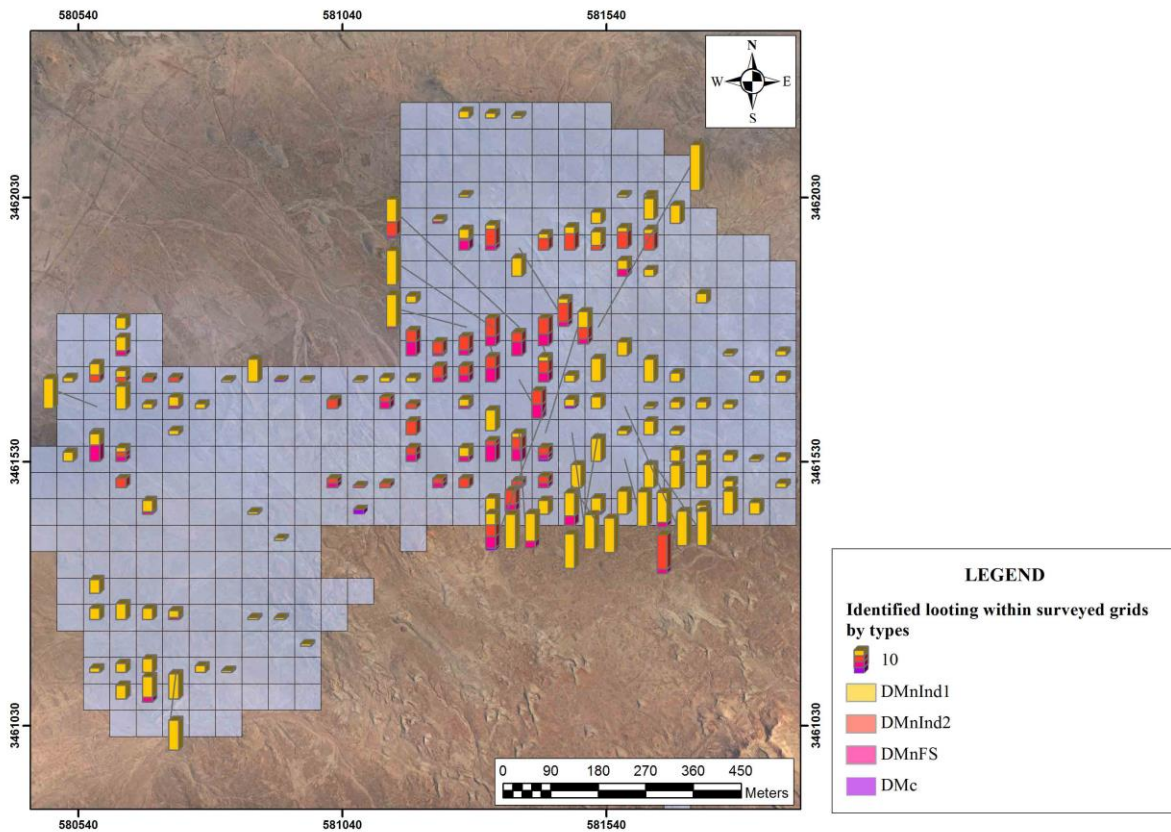 580540 581040 581540
N
W E
S
3462030 3462030
3461530 3461530
3461030 3461030
0 90 180 270 360 450
Meters
580540 581040 581540
LEGEND
Identified looting within surveyed grids
by types
10
DMnInd1
DMnInd2
DMnFS
DMc